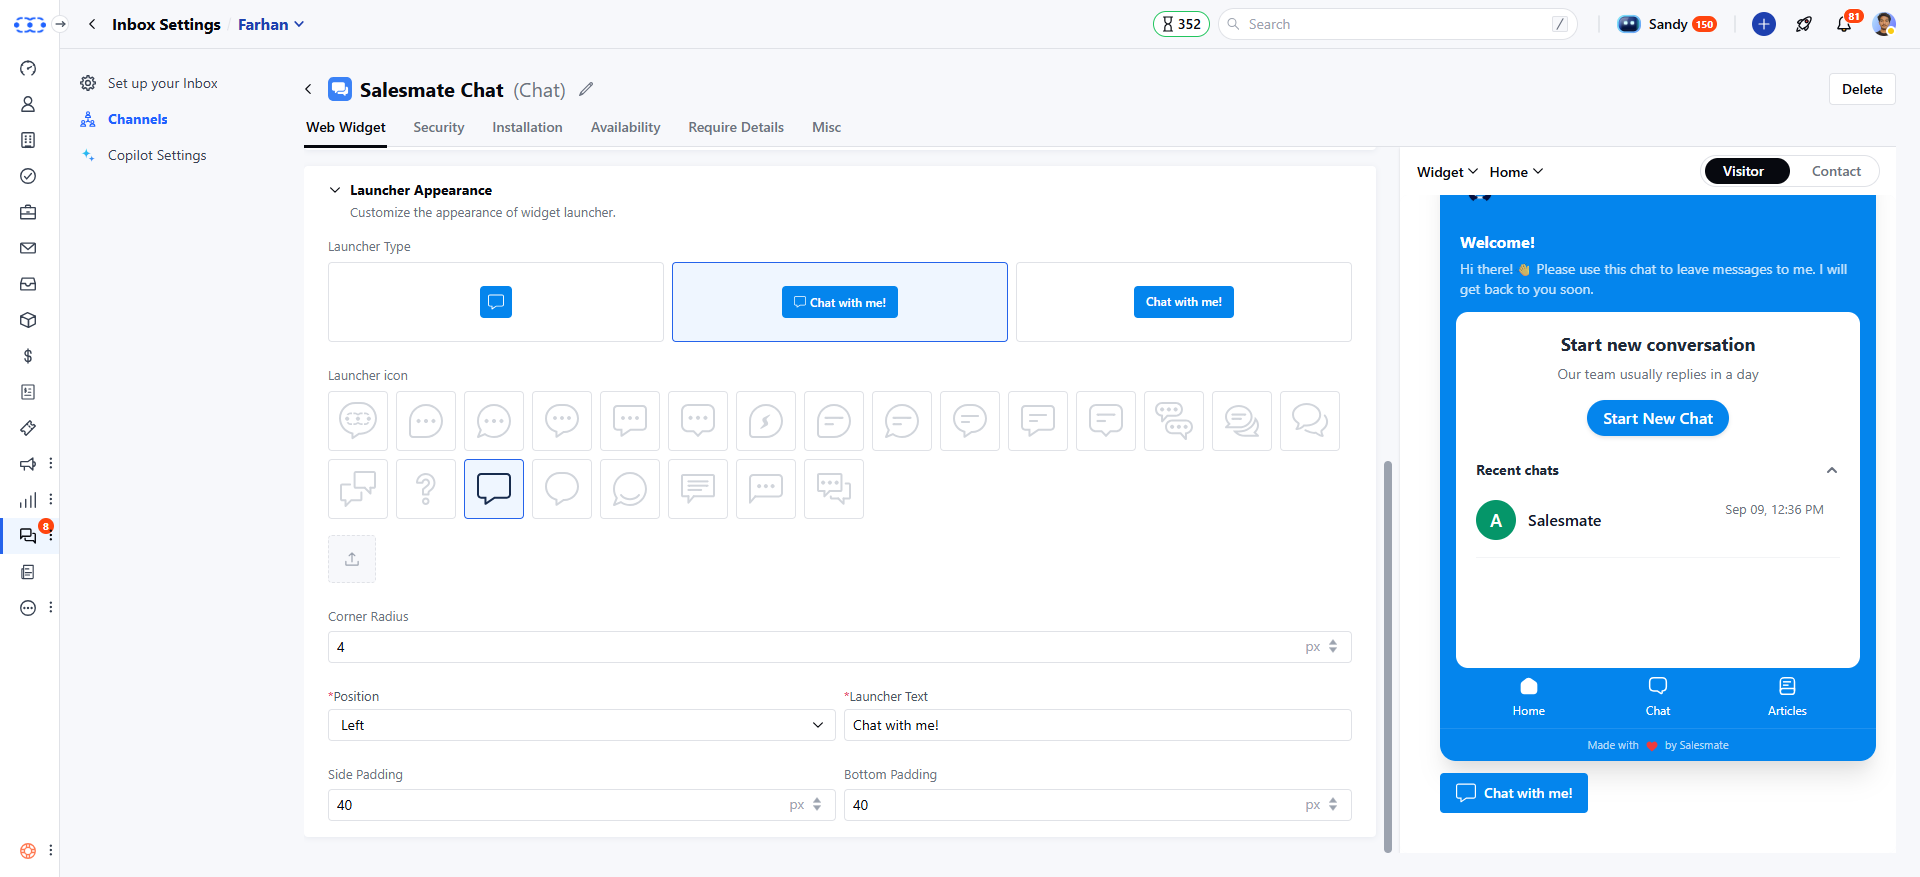 Inbox Settings / Farhan
352
Search /
Sandy 150
81
Set up your Inbox
Channels
Copilot Settings
8
Salesmate Chat (Chat)
Delete
Web Widget Security Installation Availability Require Details Misc
Launcher Appearance
Customize the appearance of widget launcher.
Launcher Type
Chat with me!
Chat with me!
Launcher icon
Corner Radius
4 px
*Position
Left
*Launcher Text
Chat with me!
Side Padding
40 px
Bottom Padding
40 px
Widget Home
Visitor Contact
Welcome!
Hi there! 👋 Please use this chat to leave messages to me. I will
get back to you soon.
Start new conversation
Our team usually replies in a day
Start New Chat
Recent chats
A Salesmate Sep 09, 12:36 PM
Home Chat Articles
Made with ❤ by Salesmate
Chat with me!